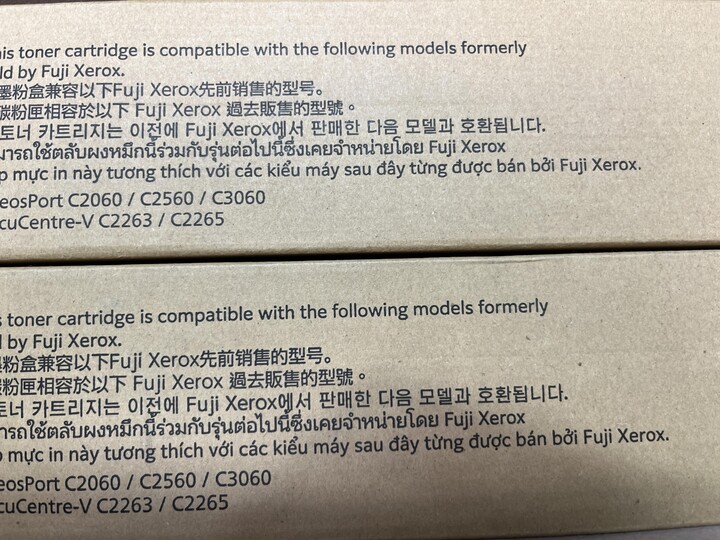 is toner cartridge is compatible with the following models formerly
ld by Fuji Xerox.
墨粉盒兼容以下Fuji Xerox先前销售的型号。
碳粉匣相容於以下 Fuji Xerox 過去販售的型號。
토너 카트리지는 이전에 Fuji Xerox에서 판매한 다음 모델과 호환됩니다.
มารถใช้ตลับผงหมึกนี้ร่วมกับรุ่นต่อไปนี้ซึ่งเคยจำหน่ายโดย Fuji Xerox
p mực in này tương thích với các kiểu máy sau đây từng được bán bởi Fuji Xerox.
eosPort C2060 / C2560 / C3060
cuCentre-V C2263 / C2265
s toner cartridge is compatible with the following models formerly
d by Fuji Xerox.
墨粉盒兼容以下Fuji Xerox先前销售的型号。
碳粉匣相容於以下 Fuji Xerox 過去販售的型號。
토너 카트리지는 이전에 Fuji Xerox에서 판매한 다음 모델과 호환됩니다.
ารถใช้ตลับผงหมึกนี้ร่วมกับรุ่นต่อไปนี้ซึ่งเคยจำหน่ายโดย Fuji Xerox
p mực in này tương thích với các kiểu máy sau đây từng được bán bởi Fuji Xerox.
eosPort C2060 / C2560 / C3060
cuCentre-V C2263 / C2265